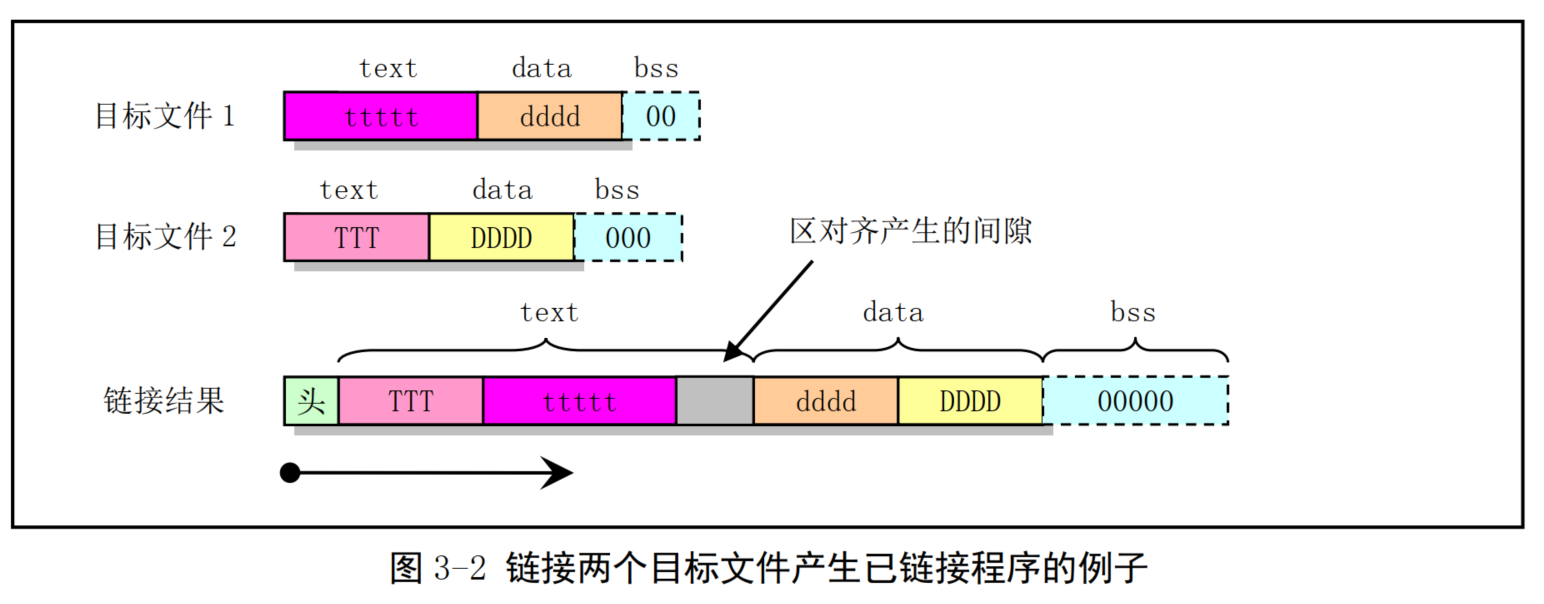 text data bss
目标文件 1 ttttt dddd 00
text data bss
目标文件 2 TTT DDDD 000
区对齐产生的间隙
text data bss
链接结果 头 TTT ttttt dddd DDDD 00000
图 3-2 链接两个目标文件产生已链接程序的例子